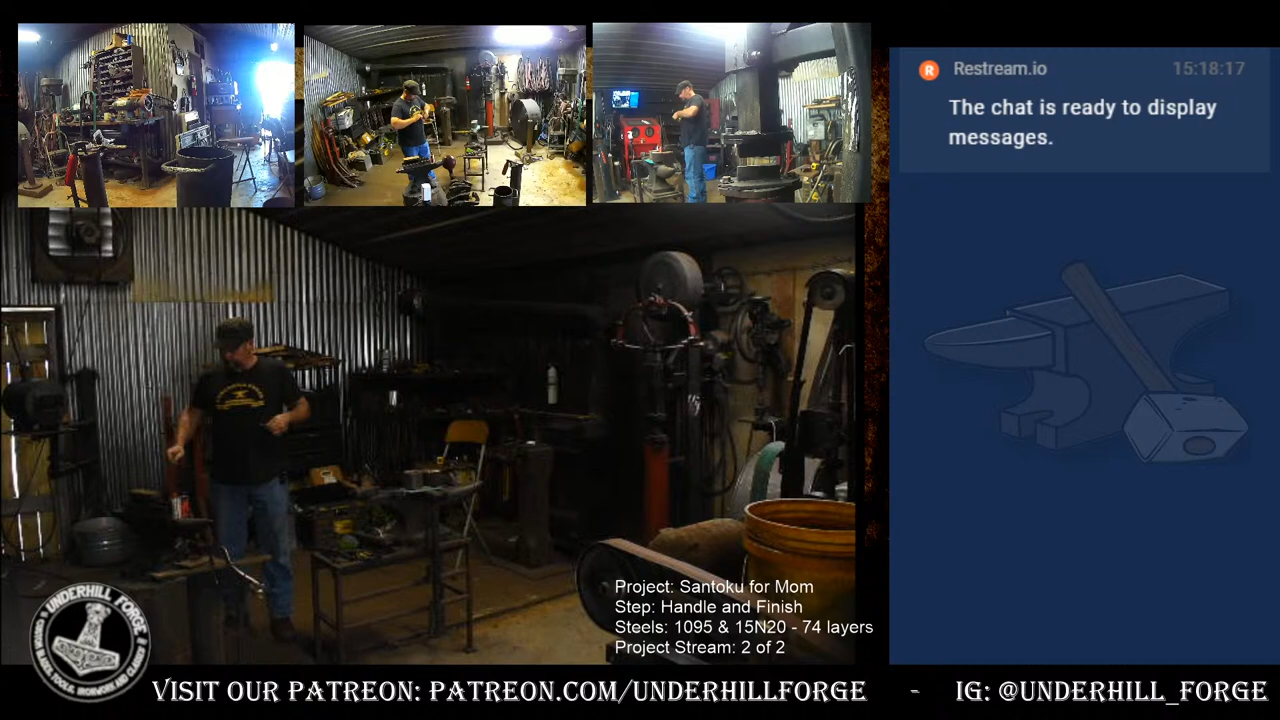 Restream.io 15:18:17
The chat is ready to display
messages.
Project: Santoku for Mom
Step: Handle and Finish
Steels: 1095 & 15N20 - 74 layers
Project Stream: 2 of 2
UNDERHILL FORGE
VISIT OUR PATREON: PATREON.COM/UNDERHILLFORGE - IG: @UNDERHILL_FORGE